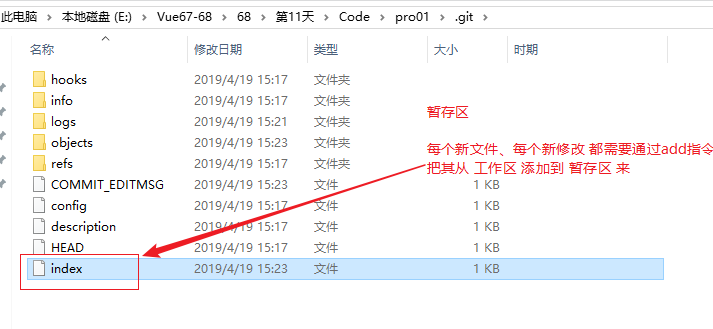 此电脑 › 本地磁盘 (E:) › Vue67-68 › 68 › 第11天 › Code › pro01 › .git ›
名称 修改日期 类型 大小 时期
hooks 2019/4/19 15:17 文件夹
info 2019/4/19 15:17 文件夹
logs 2019/4/19 15:21 文件夹
objects 2019/4/19 15:23 文件夹
refs 2019/4/19 15:17 文件夹
COMMIT_EDITMSG 2019/4/19 15:23 文件 1 KB
config 2019/4/19 15:17 文件 1 KB
description 2019/4/19 15:17 文件 1 KB
HEAD 2019/4/19 15:17 文件 1 KB
index 2019/4/19 15:23 文件 1 KB
暂存区
每个新文件、每个新修改 都需要通过add指令
把其从 工作区 添加到 暂存区 来